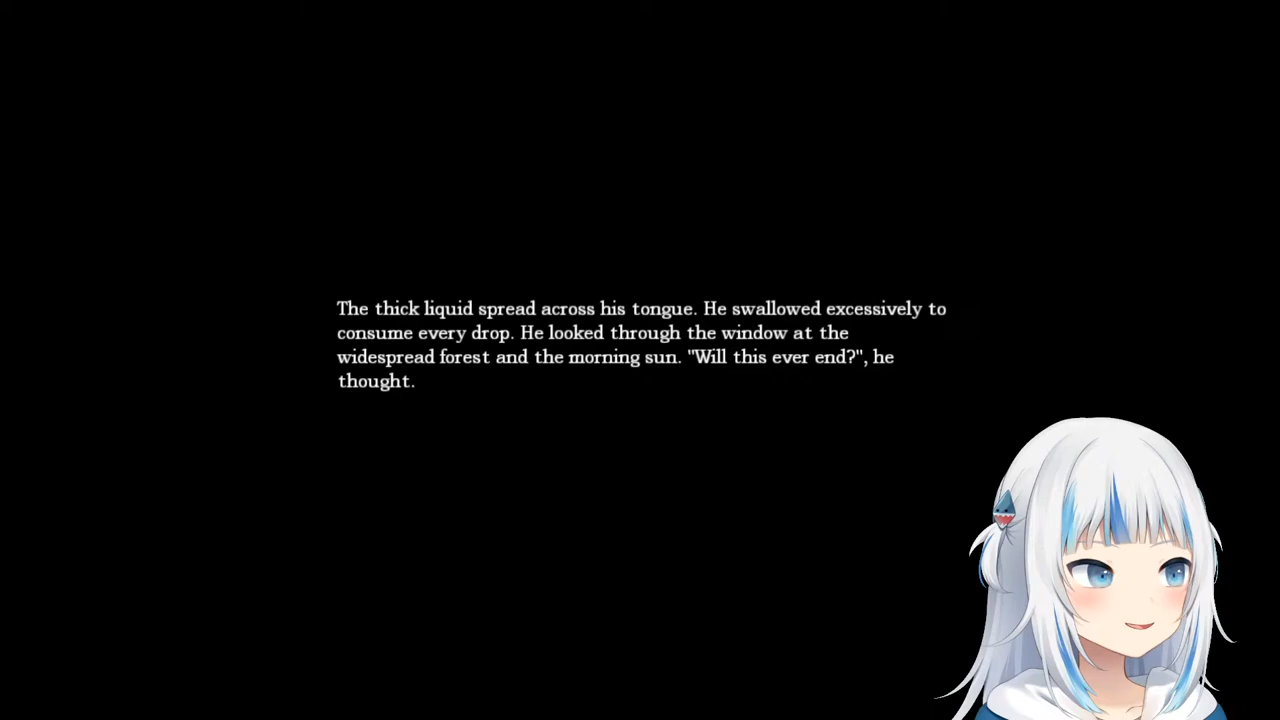 The thick liquid spread across his tongue. He swallowed excessively to
consume every drop. He looked through the window at the
widespread forest and the morning sun. "Will this ever end?", he
thought.